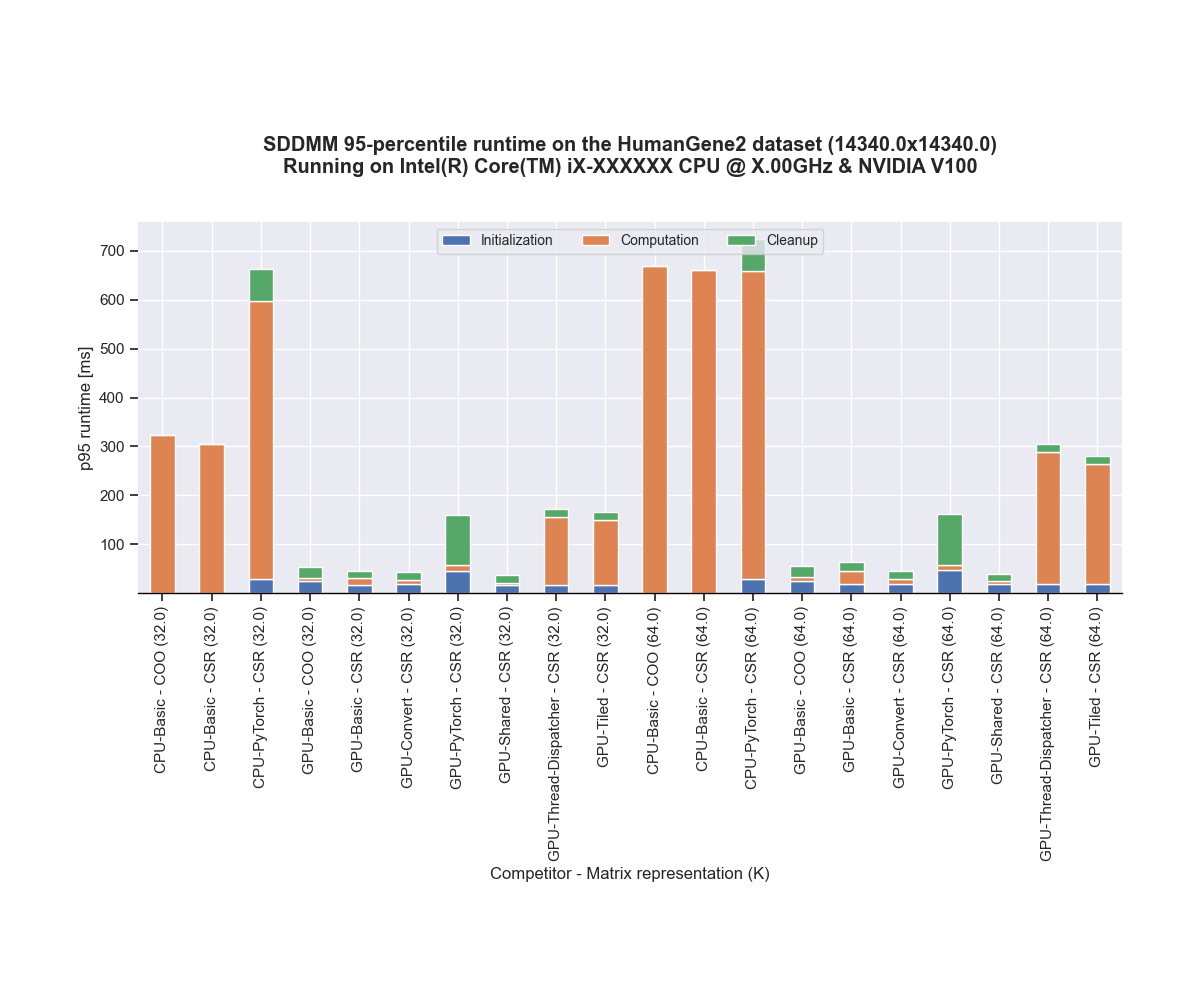 SDDMM 95-percentile runtime on the HumanGene2 dataset (14340.0x14340.0)
Running on Intel(R) Core(TM) iX-XXXXXX CPU @ X.00GHz & NVIDIA V100
Initialization
Computation
Cleanup
p95 runtime [ms]
700
600
500
400
300
200
100
CPU-Basic - COO (32.0)
CPU-Basic - CSR (32.0)
CPU-PyTorch - CSR (32.0)
GPU-Basic - COO (32.0)
GPU-Basic - CSR (32.0)
GPU-Convert - CSR (32.0)
GPU-PyTorch - CSR (32.0)
GPU-Shared - CSR (32.0)
GPU-Thread-Dispatcher - CSR (32.0)
GPU-Tiled - CSR (32.0)
CPU-Basic - COO (64.0)
CPU-Basic - CSR (64.0)
CPU-PyTorch - CSR (64.0)
GPU-Basic - COO (64.0)
GPU-Basic - CSR (64.0)
GPU-Convert - CSR (64.0)
GPU-PyTorch - CSR (64.0)
GPU-Shared - CSR (64.0)
GPU-Thread-Dispatcher - CSR (64.0)
GPU-Tiled - CSR (64.0)
Competitor - Matrix representation (K)